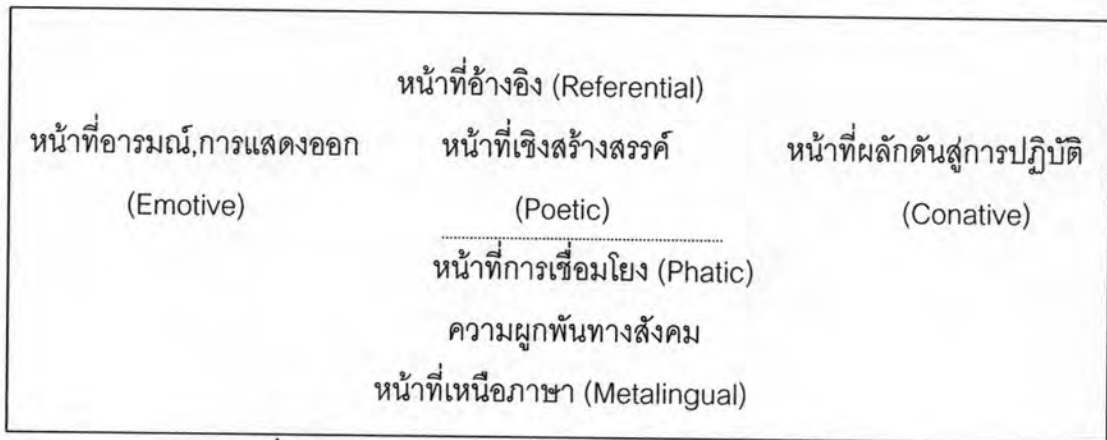 หน้าที่อ้างอิง (Referential)
หน้าที่อารมณ์,การแสดงออก หน้าที่เชิงสร้างสรรค์ หน้าที่ผลักดันสู่การปฏิบัติ
(Emotive) (Poetic) (Conative)
หน้าที่การเชื่อมโยง (Phatic)
ความผูกพันทางสังคม
หน้าที่เหนือภาษา (Metalingual)